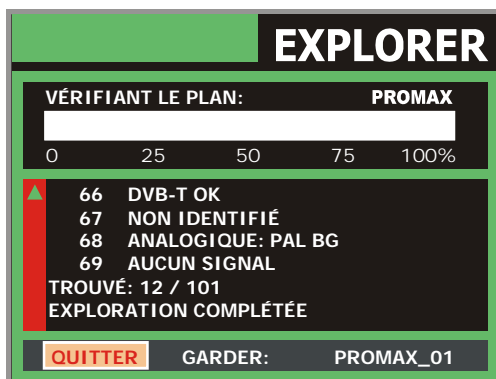 EXPLORER
VÉRIFIANT LE PLAN: PROMAX
0 25 50 75 100%
66 DVB-T OK
67 NON IDENTIFIÉ
68 ANALOGIQUE: PAL BG
69 AUCUN SIGNAL
TROUVÉ: 12 / 101
EXPLORATION COMPLÉTÉE
QUITTER GARDER: PROMAX_01